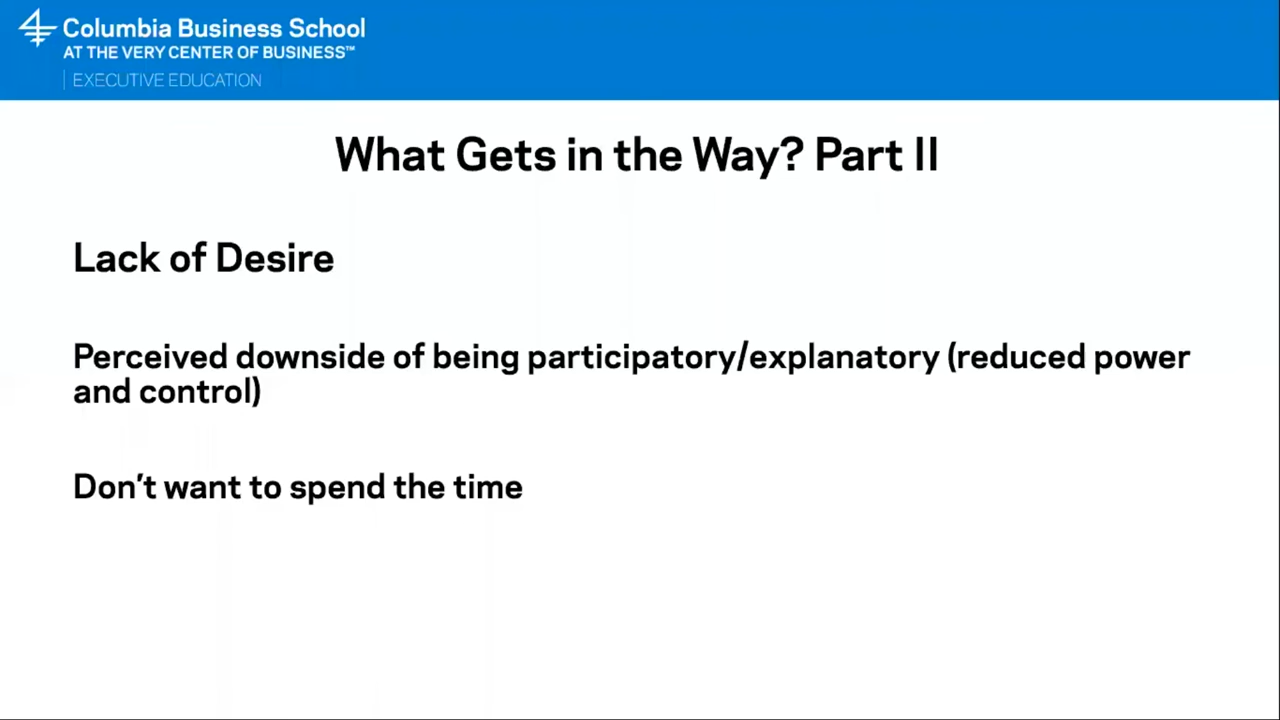 Columbia Business School
AT THE VERY CENTER OF BUSINESS™
EXECUTIVE EDUCATION
What Gets in the Way? Part II
Lack of Desire
Perceived downside of being participatory/explanatory (reduced power
and control)
Don’t want to spend the time